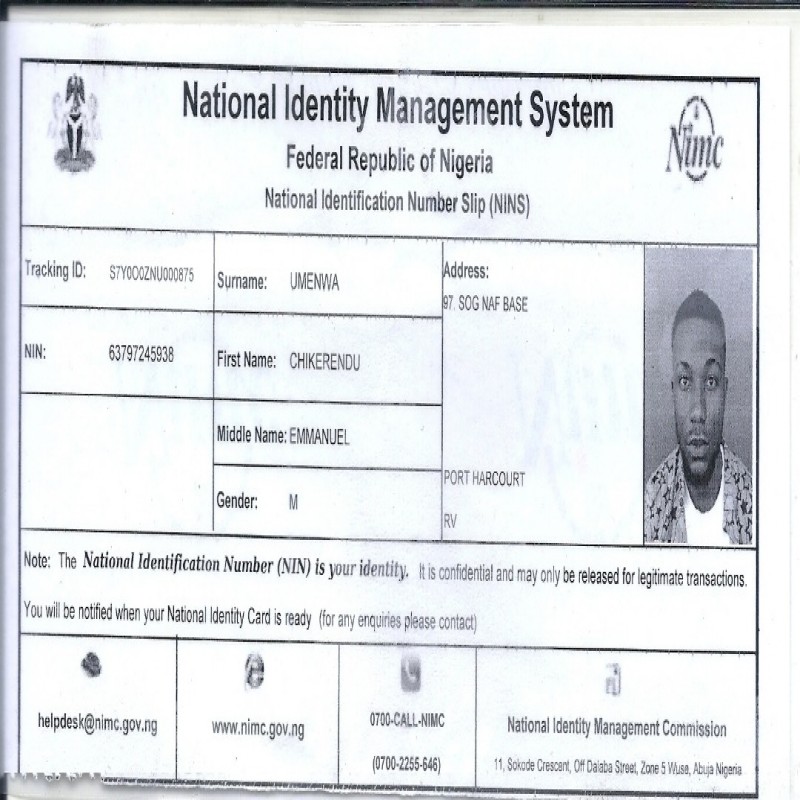 National Identity Management System
Federal Republic of Nigeria
National Identification Number Slip (NINS)
Nimc
Tracking ID: S7Y0O0ZNU000875
Surname: UMENWA
Address:
97. SOG NAF BASE
NIN: 63797245938
First Name: CHIKERENDU
Middle Name: EMMANUEL
PORT HARCOURT
Gender: M
RV
Note: The National Identification Number (NIN) is your identity. It is confidential and may only be released for legitimate transactions.
You will be notified when your National Identity Card is ready (for any enquiries please contact)
helpdesk@nimc.gov.ng
www.nimc.gov.ng
0700-CALL-NIMC
(0700-2255-646)
National Identity Management Commission
11, Sokode Crescent, Off Dalaba Street, Zone 5 Wuse, Abuja Nigeria